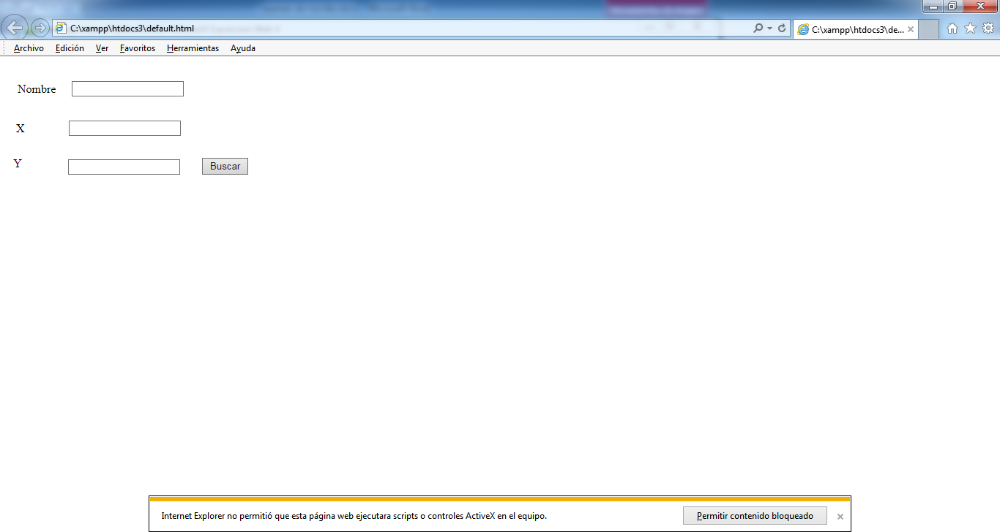 C:\xampp\htdocs3\default.html
C:\xampp\htdocs3\de...
Archivo Edición Ver Favoritos Herramientas Ayuda
Nombre
X
Y Buscar
Internet Explorer no permitió que esta página web ejecutara scripts o controles ActiveX en el equipo. Permitir contenido bloqueado